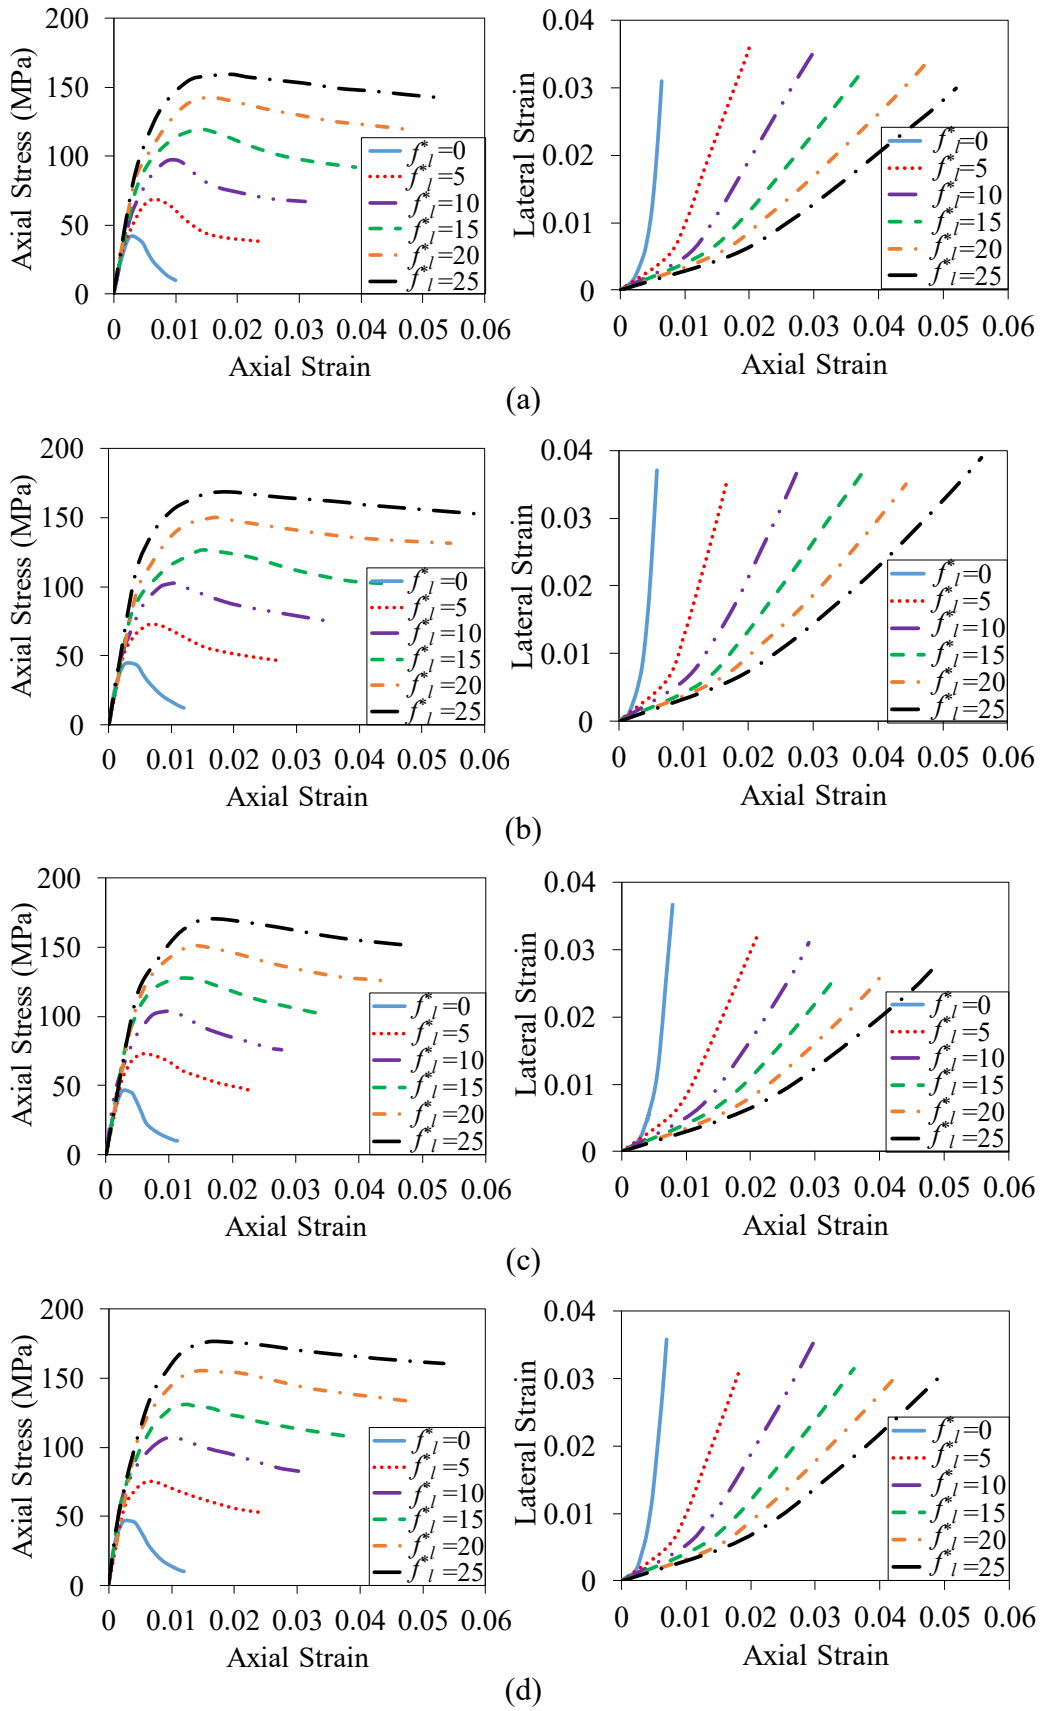 200
150
100
50
0
Axial Stress (MPa)
0 0.01 0.02 0.03 0.04 0.05 0.06
Axial Strain
f*l=0
f*l=5
f*l=10
f*l=15
f*l=20
f*l=25
0.04
0.03
0.02
0.01
0
Lateral Strain
0 0.01 0.02 0.03 0.04 0.05 0.06
Axial Strain
f*l=0
f*l=5
f*l=10
f*l=15
f*l=20
f*l=25
(a)
200
150
100
50
0
Axial Stress (MPa)
0 0.01 0.02 0.03 0.04 0.05 0.06
Axial Strain
f*l=0
f*l=5
f*l=10
f*l=15
f*l=20
f*l=25
0.04
0.03
0.02
0.01
0
Lateral Strain
0 0.01 0.02 0.03 0.04 0.05 0.06
Axial Strain
f*l=0
f*l=5
f*l=10
f*l=15
f*l=20
f*l=25
(b)
200
150
100
50
0
Axial Stress (MPa)
0 0.01 0.02 0.03 0.04 0.05 0.06
Axial Strain
f*l=0
f*l=5
f*l=10
f*l=15
f*l=20
f*l=25
0.04
0.03
0.02
0.01
0
Lateral Strain
0 0.01 0.02 0.03 0.04 0.05 0.06
Axial Strain
f*l=0
f*l=5
f*l=10
f*l=15
f*l=20
f*l=25
(c)
200
150
100
50
0
Axial Stress (MPa)
0 0.01 0.02 0.03 0.04 0.05 0.06
Axial Strain
f*l=0
f*l=5
f*l=10
f*l=15
f*l=20
f*l=25
0.04
0.03
0.02
0.01
0
Lateral Strain
0 0.01 0.02 0.03 0.04 0.05 0.06
Axial Strain
f*l=0
f*l=5
f*l=10
f*l=15
f*l=20
f*l=25
(d)